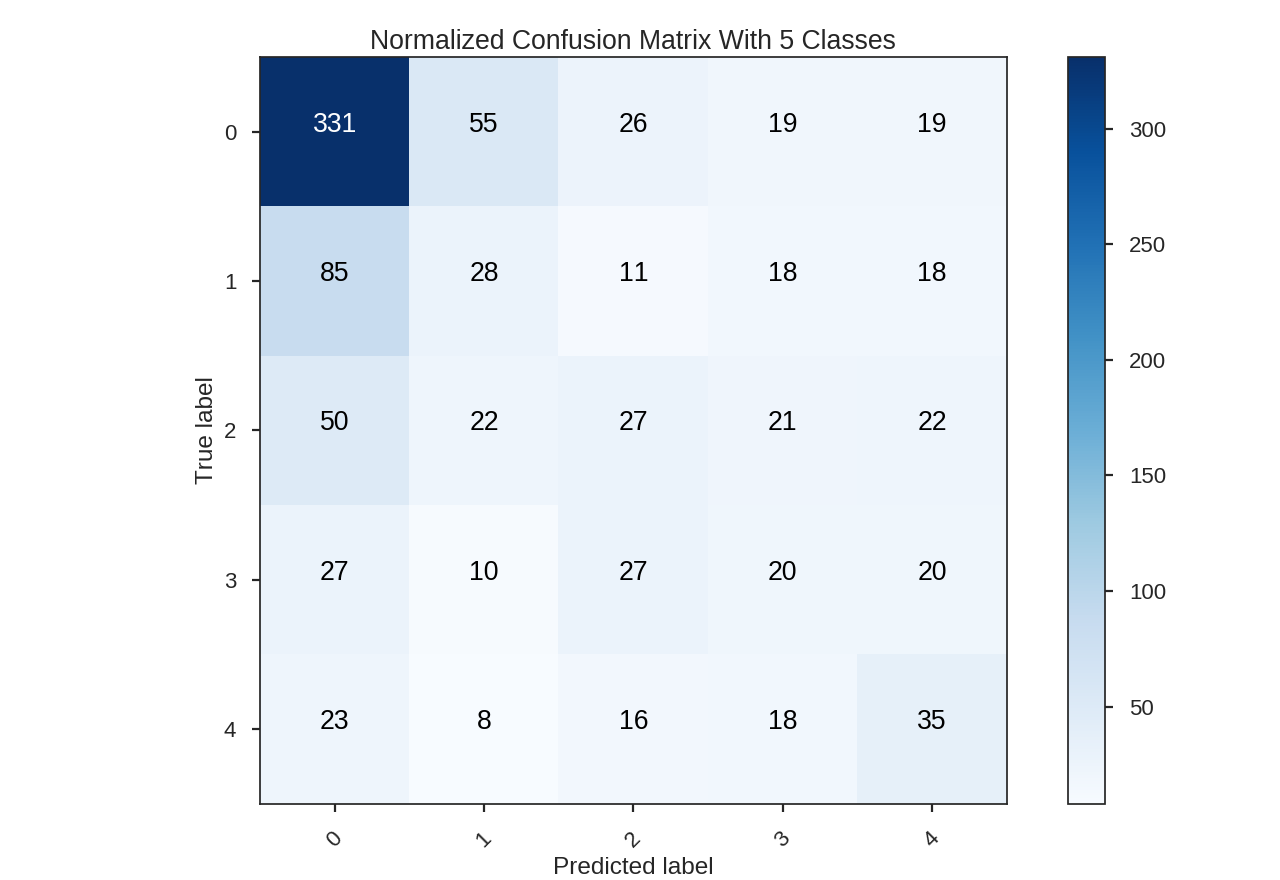 Normalized Confusion Matrix With 5 Classes
0 331 55 26 19 19
1 85 28 11 18 18
2 50 22 27 21 22
3 27 10 27 20 20
4 23 8 16 18 35
0 1 2 3 4
Predicted label
True label
300
250
200
150
100
50